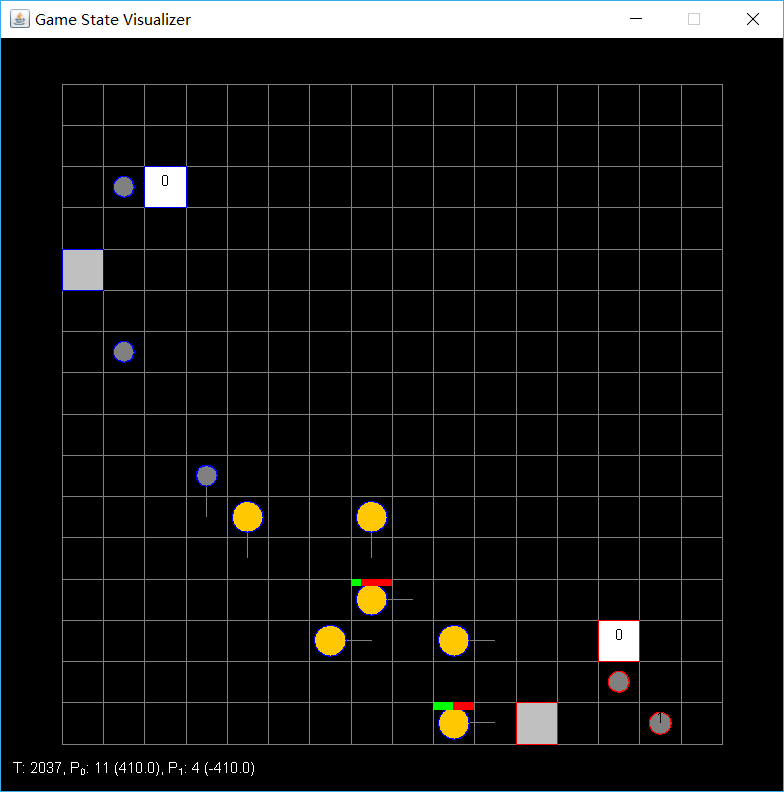 Game State Visualizer
0
0
T: 2037, P₀: 11 (410.0), P₁: 4 (-410.0)